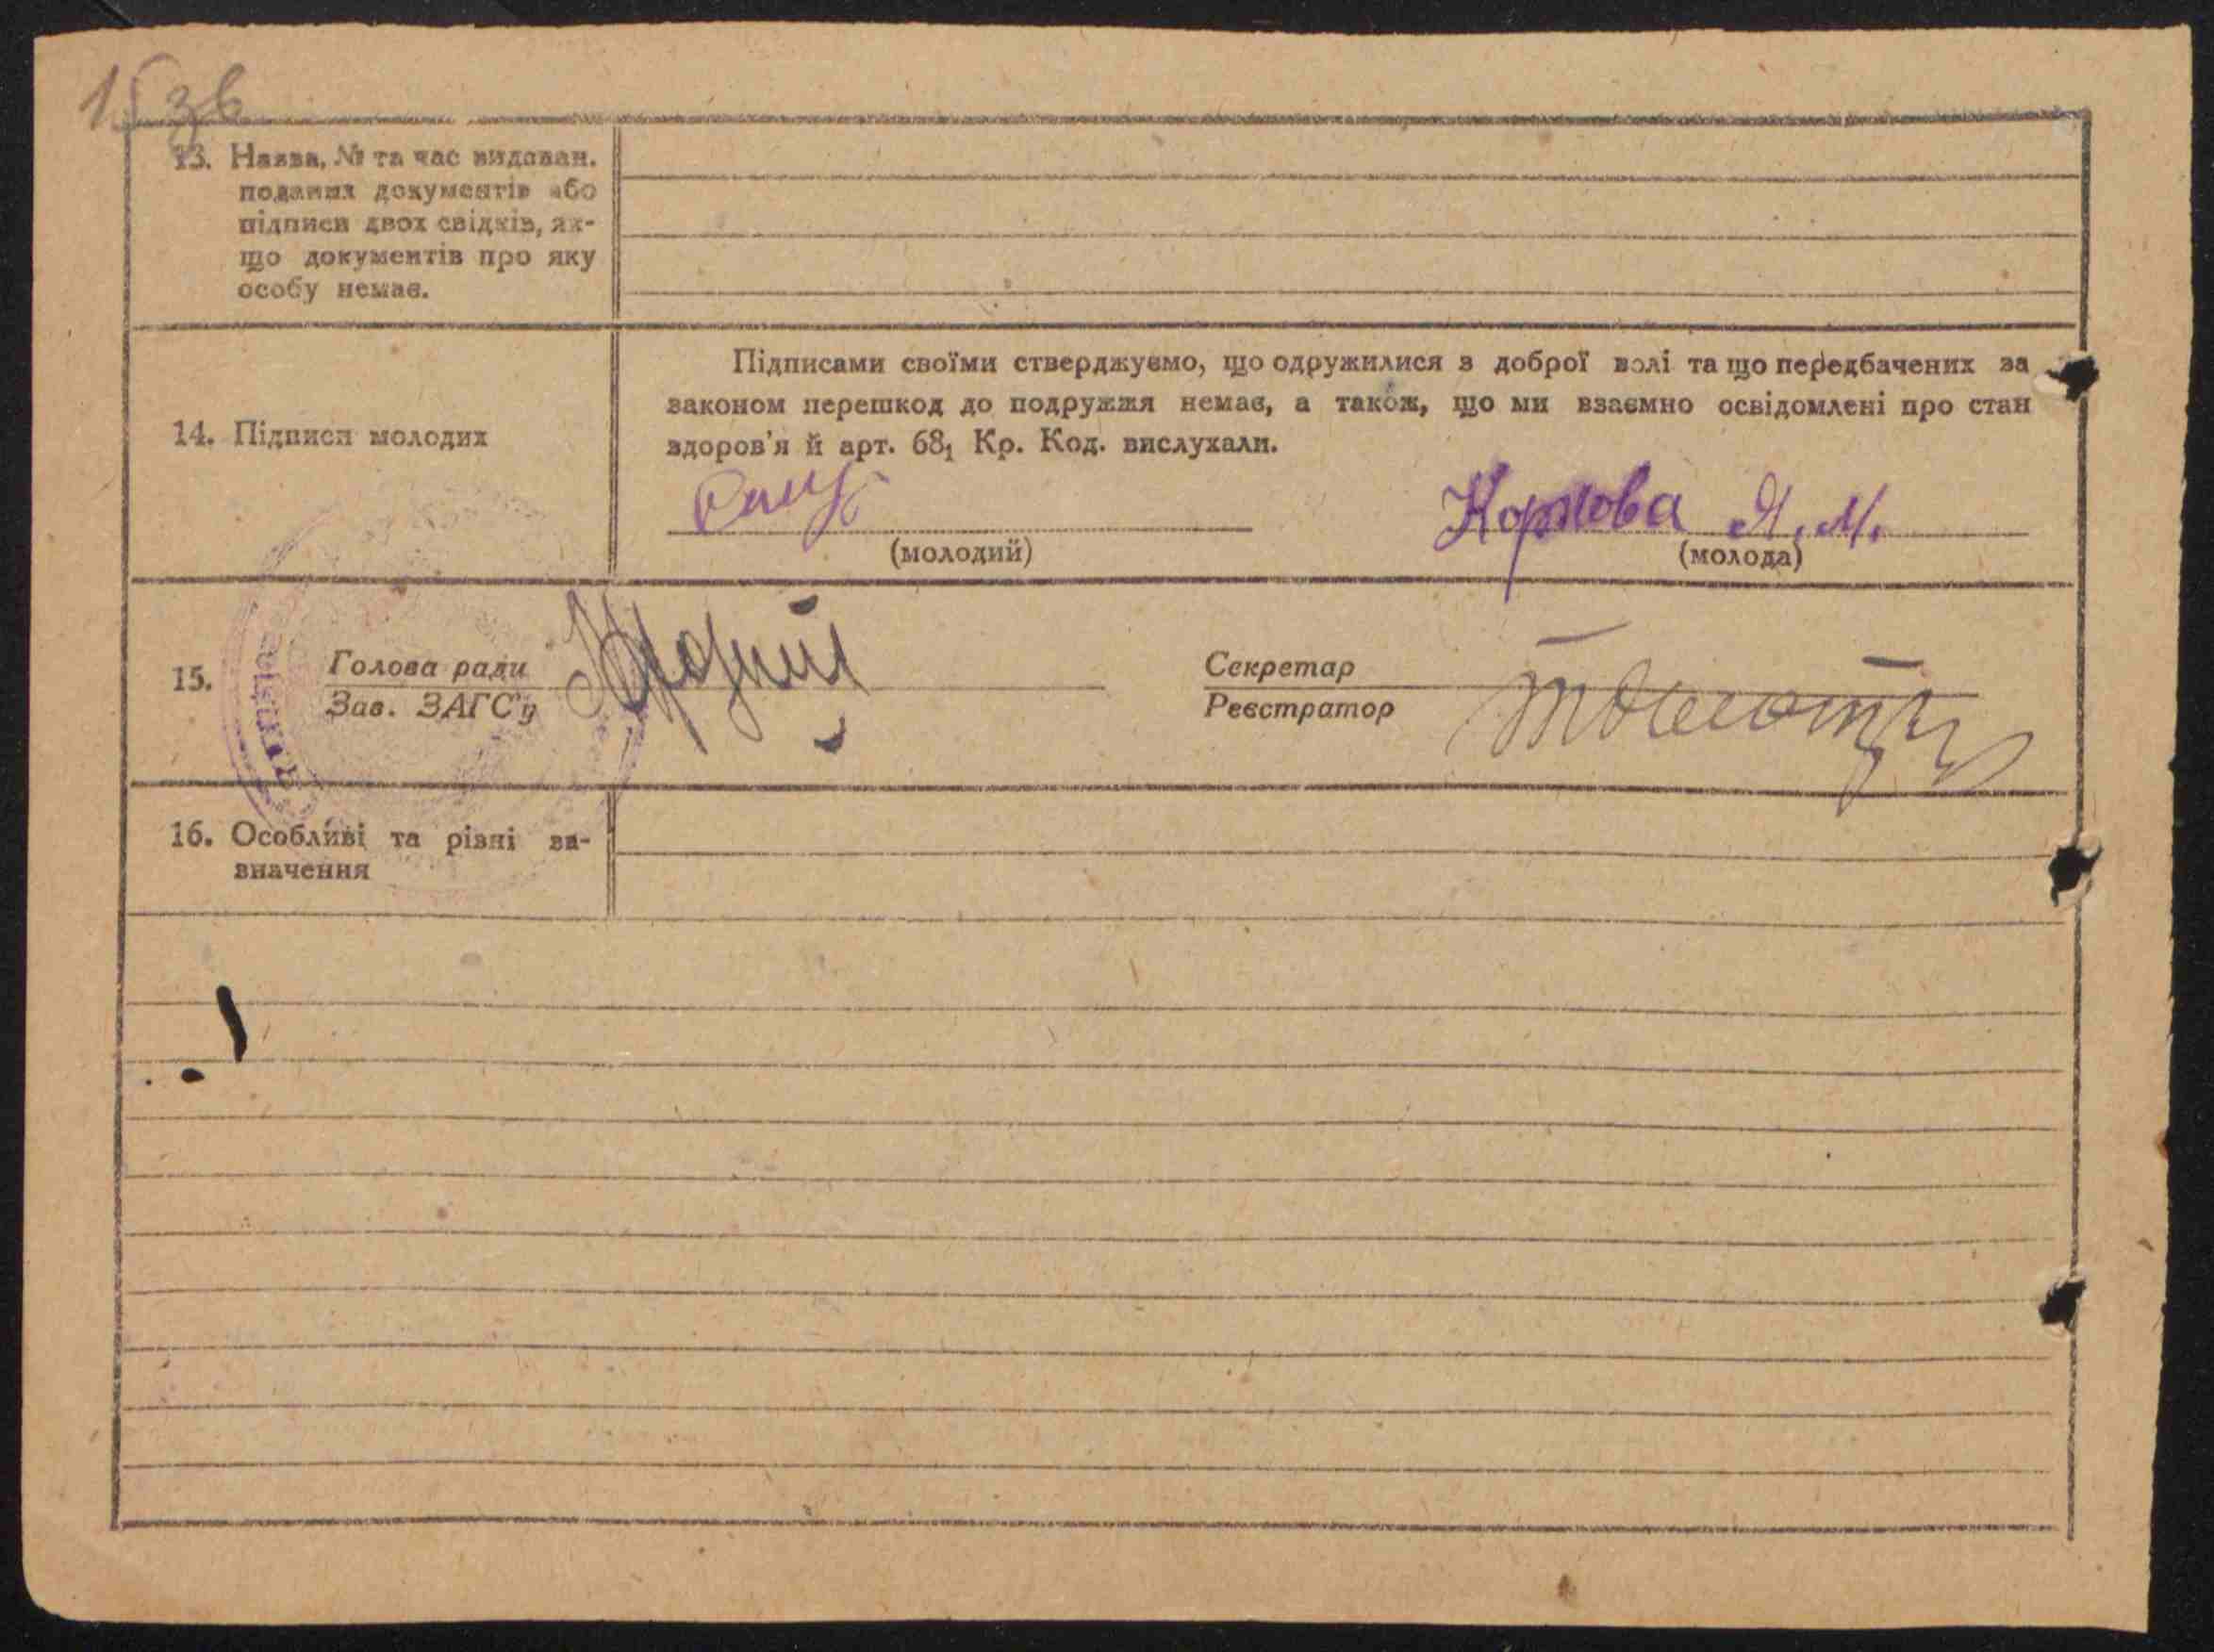 15 зв
13. Назва, № та час видаван.
поданих документів або
підписи двох свідків, як-
що документів про яку
особу немає.
14. Підписи молодих
Підписами своїми стверджуємо, що одружилися з доброї волі та що передбачених за
законом перешкод до подружжя немає, а також, що ми взаємно освідомлені про стан
здоров'я й арт. 68₁ Кр. Код. вислухали.
Я. М.
(молодий)
(молода)
15.
Голова ради
Зав. ЗАГС'у
Секретар
Реєстратор
16. Особливі та різні за-
значення